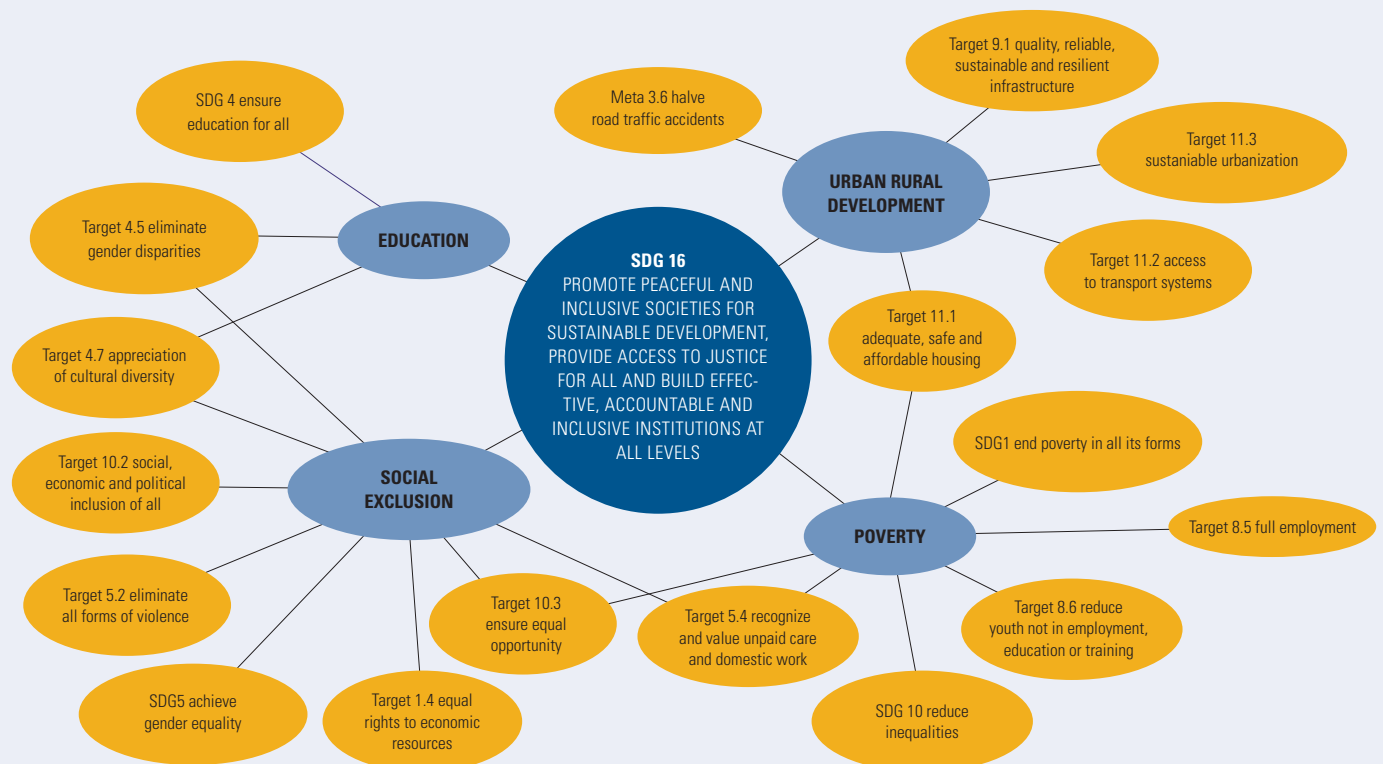 SDG 4 ensure
education for all
Target 4.5 eliminate
gender disparities
Target 4.7 appreciation
of cultural diversity
Target 10.2 social,
economic and political
inclusion of all
Target 5.2 eliminate
all forms of violence
SDG5 achieve
gender equality
Target 1.4 equal
rights to economic
resources
Target 10.3
ensure equal
opportunity
EDUCATION
SOCIAL
EXCLUSION
SDG 16
PROMOTE PEACEFUL AND
INCLUSIVE SOCIETIES FOR
SUSTAINABLE DEVELOPMENT,
PROVIDE ACCESS TO JUSTICE
FOR ALL AND BUILD EFFEC-
TIVE, ACCOUNTABLE AND
INCLUSIVE INSTITUTIONS AT
ALL LEVELS
Meta 3.6 halve
road traffic accidents
URBAN RURAL
DEVELOPMENT
Target 9.1 quality, reliable,
sustainable and resilient
infrastructure
Target 11.3
sustaniable urbanization
Target 11.2 access
to transport systems
Target 11.1
adequate, safe and
affordable housing
POVERTY
SDG1 end poverty in all its forms
Target 8.5 full employment
Target 8.6 reduce
youth not in employment,
education or training
Target 5.4 recognize
and value unpaid care
and domestic work
SDG 10 reduce
inequalities